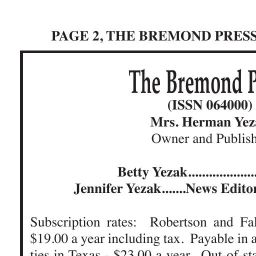 PAGE 2, THE BREMOND PRESS
The Bremond P
(ISSN 064000)
Mrs. Herman Yez
Owner and Publish
Betty Yezak.....................
Jennifer Yezak.......News Editor
Subscription rates: Robertson and Fal
$19.00 a year including tax. Payable in a
ties in Texas - $23.00 a year. Out of sta